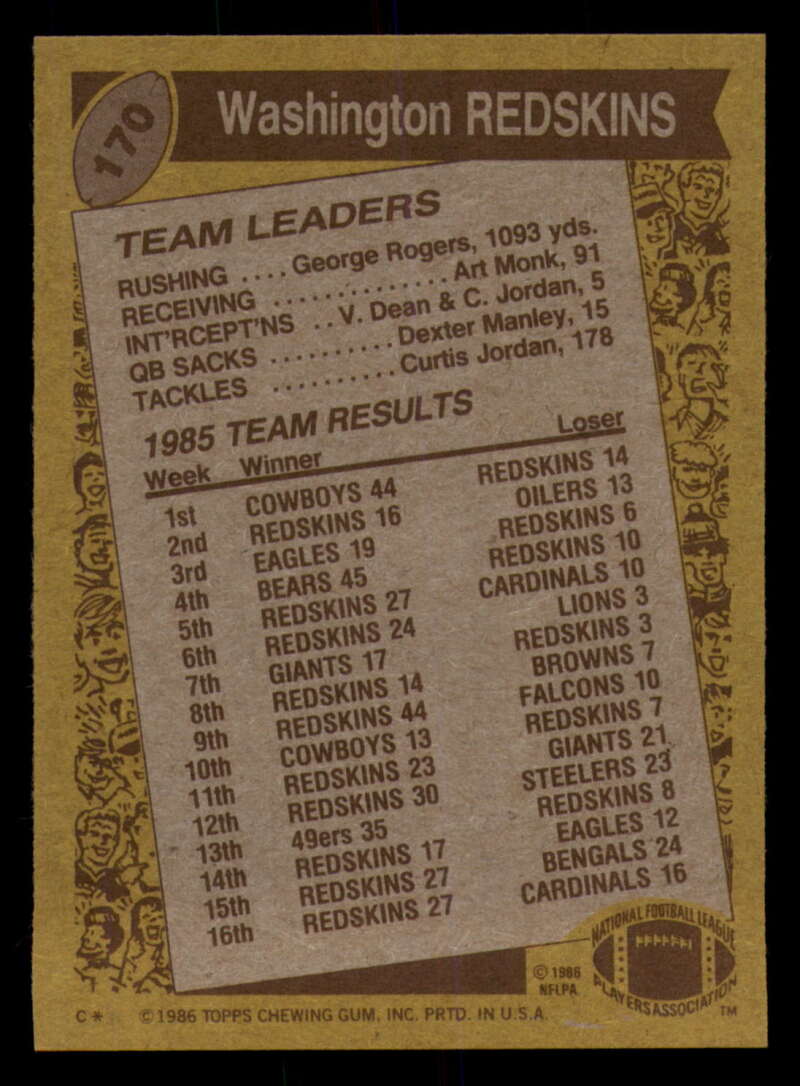 170
Washington REDSKINS
TEAM LEADERS
RUSHING .... George Rogers, 1093 yds.
RECEIVING .............. Art Monk, 91
INT'RCEPT'NS .. V. Dean & C. Jordan, 5
QB SACKS .......... Dexter Manley, 15
TACKLES .......... Curtis Jordan, 178
1985 TEAM RESULTS
Week Winner Loser
1st COWBOYS 44 REDSKINS 14
2nd REDSKINS 16 OILERS 13
3rd EAGLES 19 REDSKINS 6
4th BEARS 45 REDSKINS 10
5th REDSKINS 27 CARDINALS 10
6th REDSKINS 24 LIONS 3
7th GIANTS 17 REDSKINS 3
8th REDSKINS 14 BROWNS 7
9th REDSKINS 44 FALCONS 10
10th COWBOYS 13 REDSKINS 7
11th REDSKINS 23 GIANTS 21
12th REDSKINS 30 STEELERS 23
13th 49ers 35 REDSKINS 8
14th REDSKINS 17 EAGLES 12
15th REDSKINS 27 BENGALS 24
16th REDSKINS 27 CARDINALS 16
NATIONAL FOOTBALL LEAGUE
PLAYERS ASSOCIATION
TM
© 1986
NFLPA
C* © 1986 TOPPS CHEWING GUM, INC. PRTD. IN U.S.A.